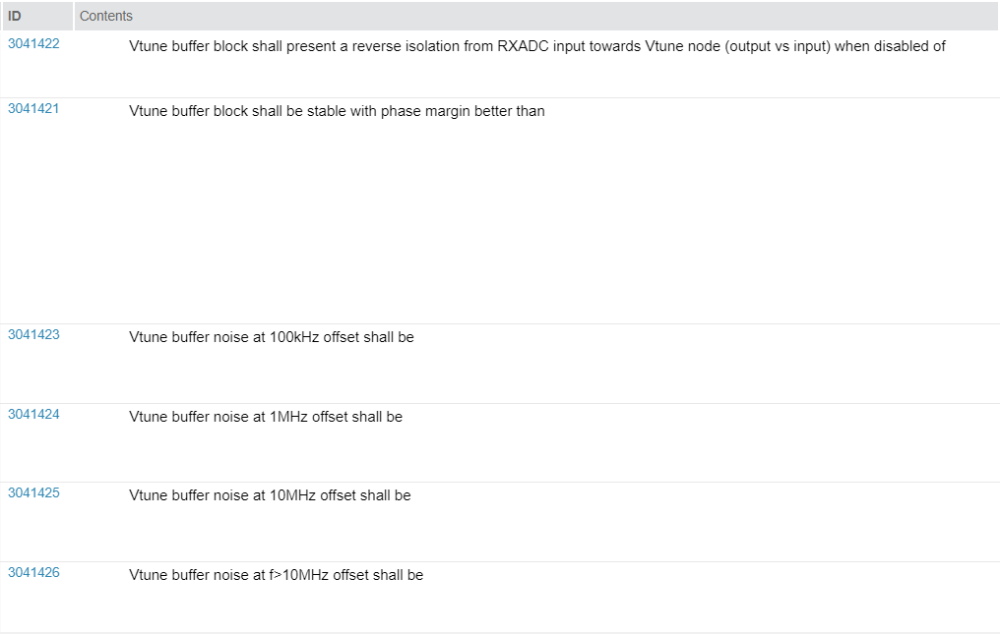 ID Contents
3041422 Vtune buffer block shall present a reverse isolation from RXADC input towards Vtune node (output vs input) when disabled of
3041421 Vtune buffer block shall be stable with phase margin better than
3041423 Vtune buffer noise at 100kHz offset shall be
3041424 Vtune buffer noise at 1MHz offset shall be
3041425 Vtune buffer noise at 10MHz offset shall be
3041426 Vtune buffer noise at f>10MHz offset shall be